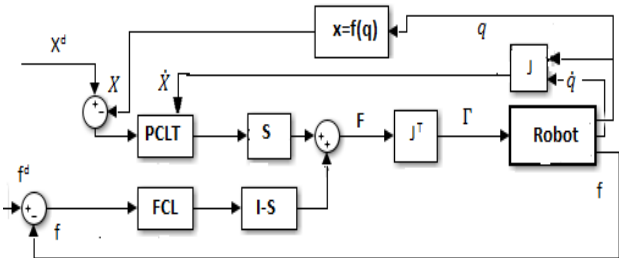 x=f(q)
q
Xᵈ
X
Ẋ
J
q̇
+
-
PCLT
S
+
+
F
Jᵀ
Γ
Robot
fᵈ
+
-
f
FCL
I-S
f